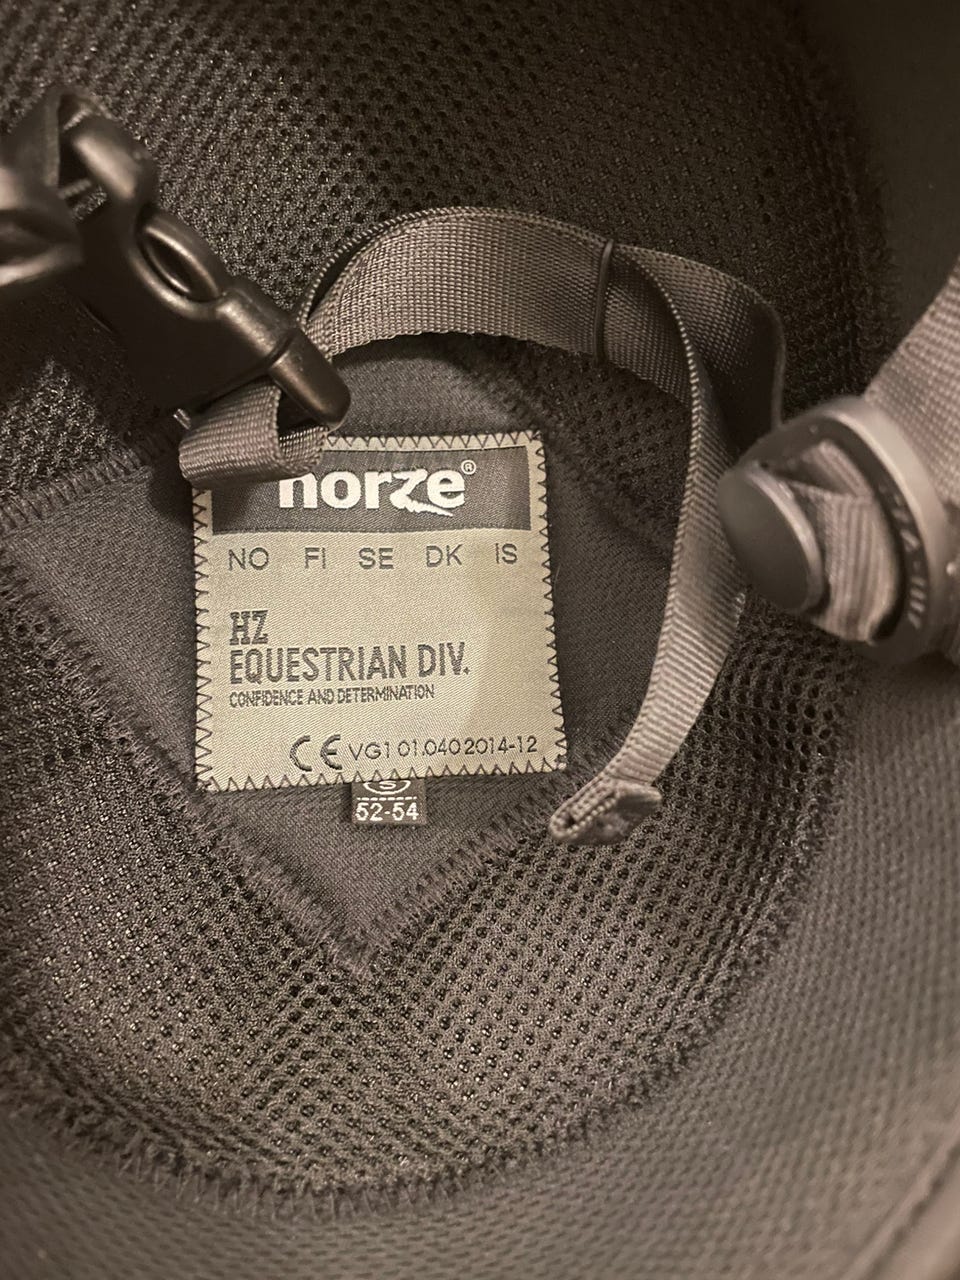 horze®
NO FI SE DK IS
HZ
EQUESTRIAN DIV.
CONFIDENCE AND DETERMINATION
CE VG1 01.040 2014-12
S
52-54